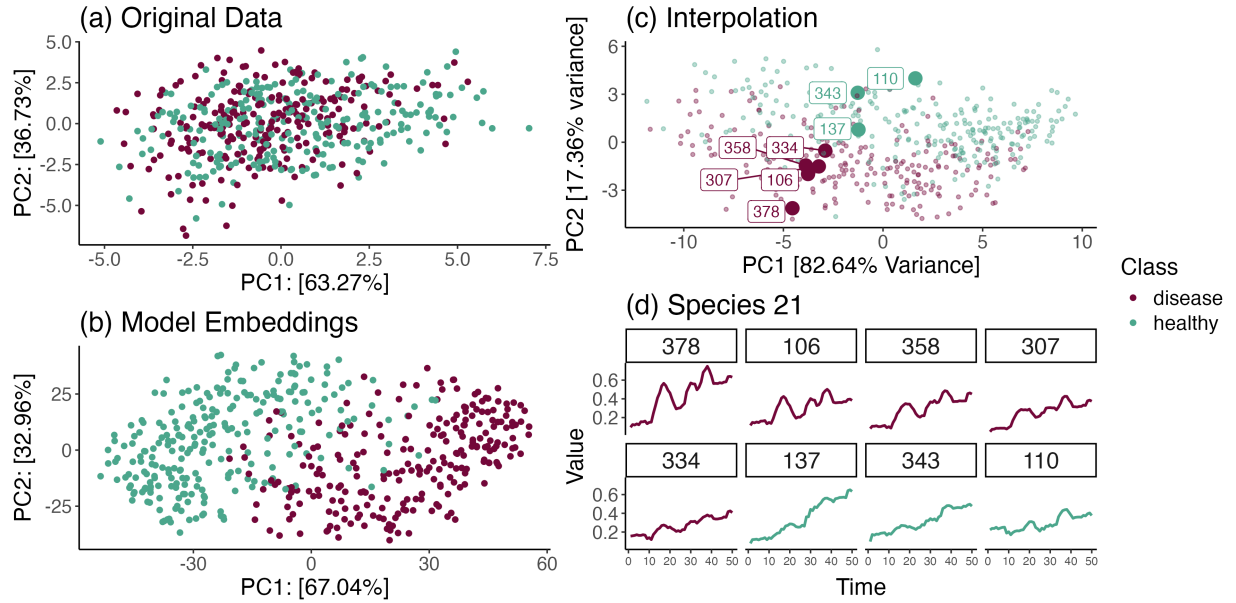 (a) Original Data
5.0
2.5
0.0
-2.5
-5.0
PC2: [36.73%]
-5.0 -2.5 0.0 2.5 5.0 7.5
PC1: [63.27%]
(b) Model Embeddings
25
0
-25
PC2: [32.96%]
-30 0 30 60
PC1: [67.04%]
(c) Interpolation
6
3
0
-3
PC2 [17.36% variance]
110
343
137
358 334
307 106
378
-10 -5 0 5 10
PC1 [82.64% Variance]
(d) Species 21
378 106 358 307
0.6
0.4
0.2
Value
334 137 343 110
0.6
0.4
0.2
0 10 20 30 40 50 0 10 20 30 40 50 0 10 20 30 40 50 0 10 20 30 40 50
Time
Class
disease
healthy